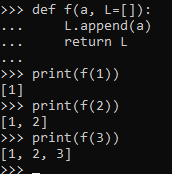 >>> def f(a, L=[]):
...     L.append(a)
...     return L
...
>>> print(f(1))
[1]
>>> print(f(2))
[1, 2]
>>> print(f(3))
[1, 2, 3]
>>> _